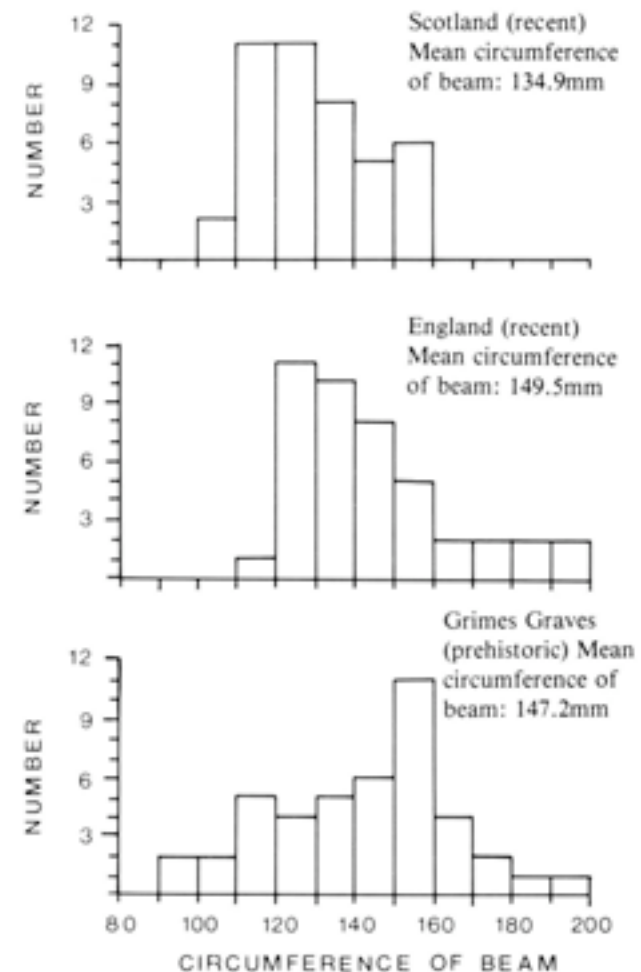 12
9
6
3
NUMBER
Scotland (recent)
Mean circumference
of beam: 134.9mm
12
9
6
3
NUMBER
England (recent)
Mean circumference
of beam: 149.5mm
12
9
6
3
NUMBER
Grimes Graves
(prehistoric) Mean
circumference of
beam: 147.2mm
80 100 120 140 160 180 200
CIRCUMFERENCE OF BEAM